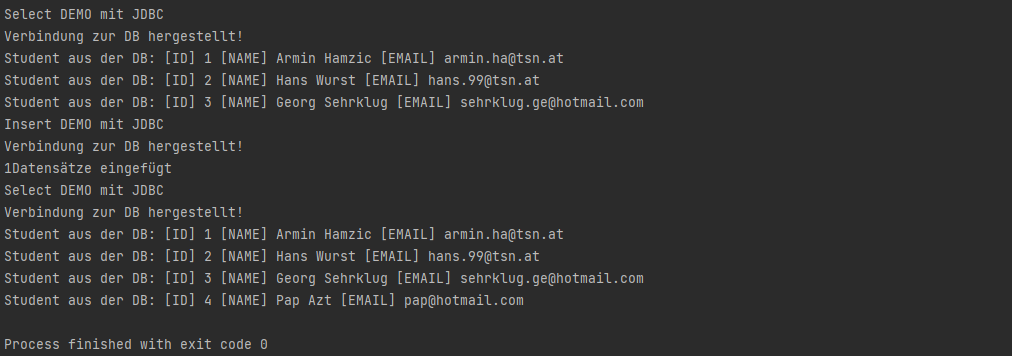 Select DEMO mit JDBC
Verbindung zur DB hergestellt!
Student aus der DB: [ID] 1 [NAME] Armin Hamzic [EMAIL] armin.ha@tsn.at
Student aus der DB: [ID] 2 [NAME] Hans Wurst [EMAIL] hans.99@tsn.at
Student aus der DB: [ID] 3 [NAME] Georg Sehrklug [EMAIL] sehrklug.ge@hotmail.com
Insert DEMO mit JDBC
Verbindung zur DB hergestellt!
1Datensätze eingefügt
Select DEMO mit JDBC
Verbindung zur DB hergestellt!
Student aus der DB: [ID] 1 [NAME] Armin Hamzic [EMAIL] armin.ha@tsn.at
Student aus der DB: [ID] 2 [NAME] Hans Wurst [EMAIL] hans.99@tsn.at
Student aus der DB: [ID] 3 [NAME] Georg Sehrklug [EMAIL] sehrklug.ge@hotmail.com
Student aus der DB: [ID] 4 [NAME] Pap Azt [EMAIL] pap@hotmail.com
Process finished with exit code 0